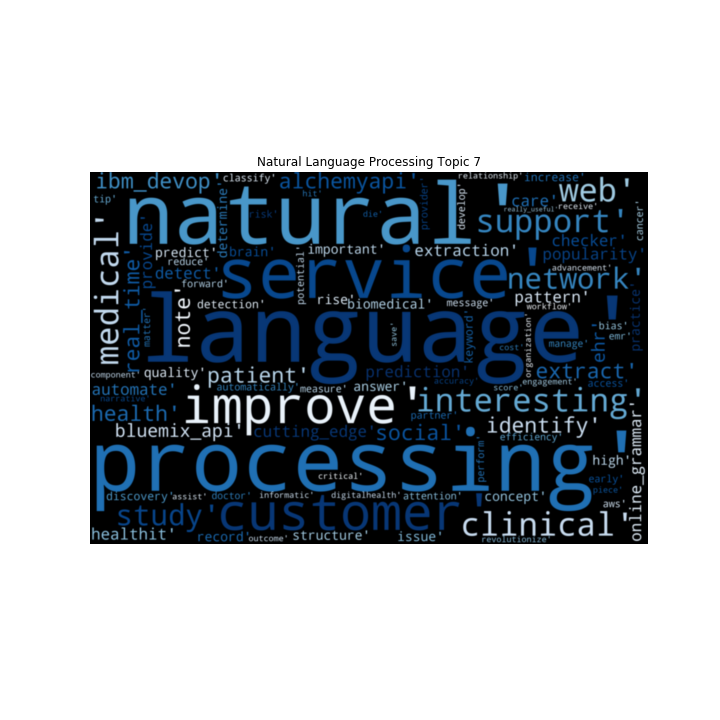 Natural Language Processing Topic 7
ibm_devop'
classify'
alchemyapi'
relationship'
increase'
tip'
natural'
determine'
risk'
hit'
die'
provider'
develop'
really_useful'
care'
receive'
web'
support'
cancer'
medical'
provide'
real_time'
predict'
reduce'
detect'
forward'
brain'
important'
potential'
extraction'
checker'
popularity'
advancement'
service'
network'
note'
detection'
rise'
biomedical'
message'
pattern'
workflow'
practice'
matter'
language'
save'
keyword'
cost'
organization'
manage'
ehr'
bias'
emr'
component'
quality'
patient'
prediction'
extract'
automate'
automatically'
measure'
answer'
accuracy'
score'
engagement'
access'
narrative'
improve'
partner'
interesting'
health'
bluemix_api'
cutting_edge'
social'
identify'
efficiency'
online_grammar'
processing'
critical'
perform'
high'
early'
piece'
discovery'
assist'
doctor'
informatic'
digitalhealth'
attention'
concept'
aws'
study'
customer'
clinical'
healthit'
record'
outcome'
structure'
issue'
revolutionize'